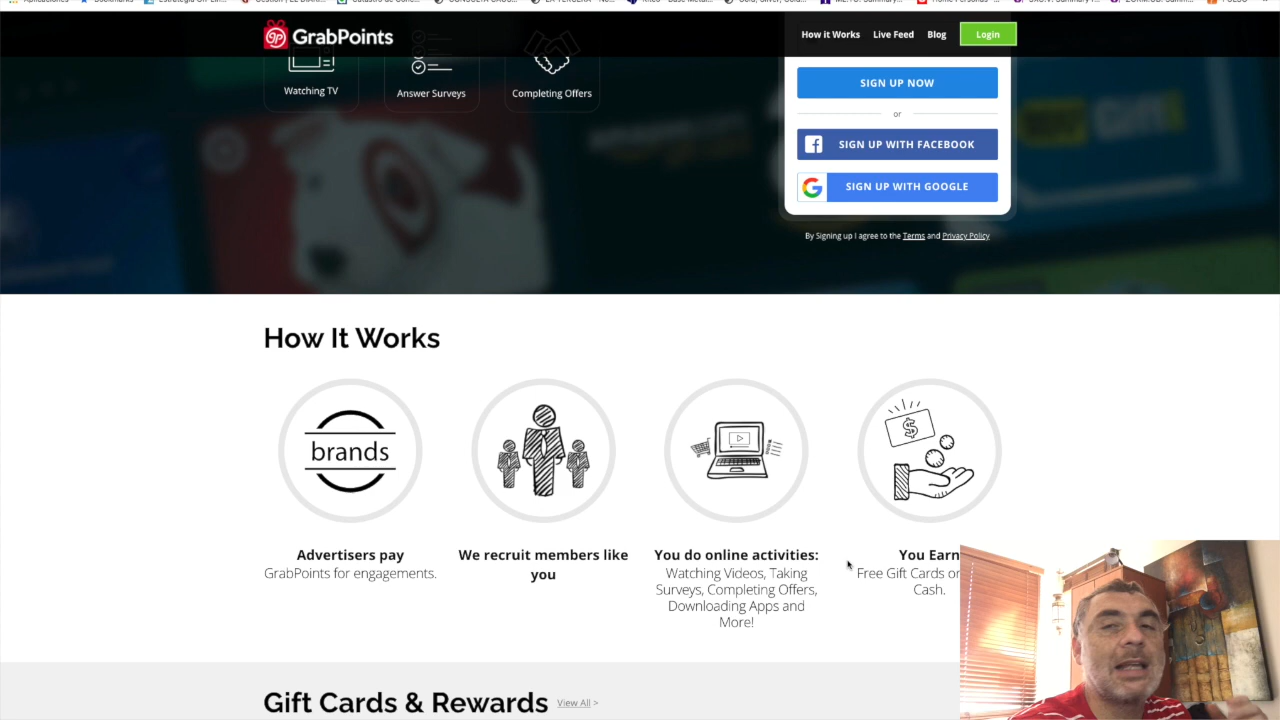 GrabPoints
How it Works
Live Feed
Blog
Login
Watching TV
Answer Surveys
Completing Offers
SIGN UP NOW
or
SIGN UP WITH FACEBOOK
SIGN UP WITH GOOGLE
By Signing up I agree to the Terms and Privacy Policy
How It Works
brands
Advertisers pay
GrabPoints for engagements.
We recruit members like
you
You do online activities:
Watching Videos, Taking
Surveys, Completing Offers,
Downloading Apps and
More!
You Earn
Free Gift Cards or
Cash.
Gift Cards & Rewards
View All >